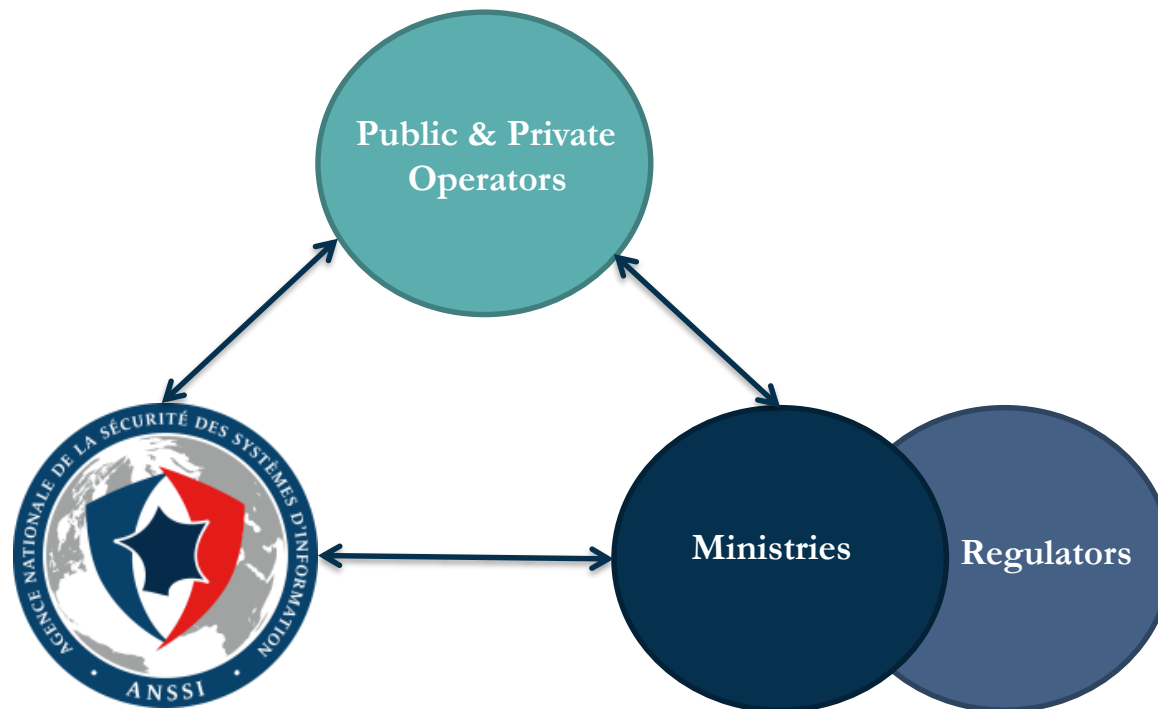 Public & Private
Operators
AGENCE NATIONALE DE LA SÉCURITÉ DES SYSTÈMES D'INFORMATION
• ANSSI •
Ministries
Regulators